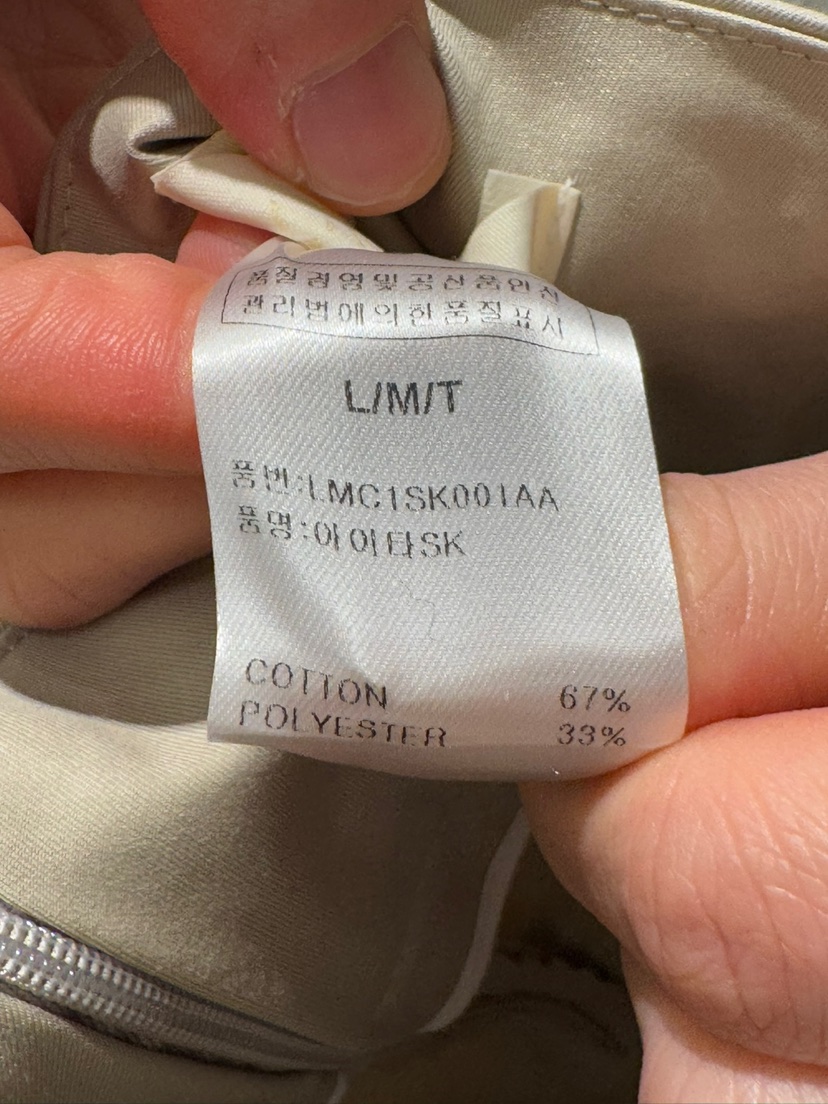 품질경영및공산품안전
관리법에의한품질표시
L/M/T
품번:LMC1SK001AA
품명:아이타SK
COTTON 67%
POLYESTER 33%